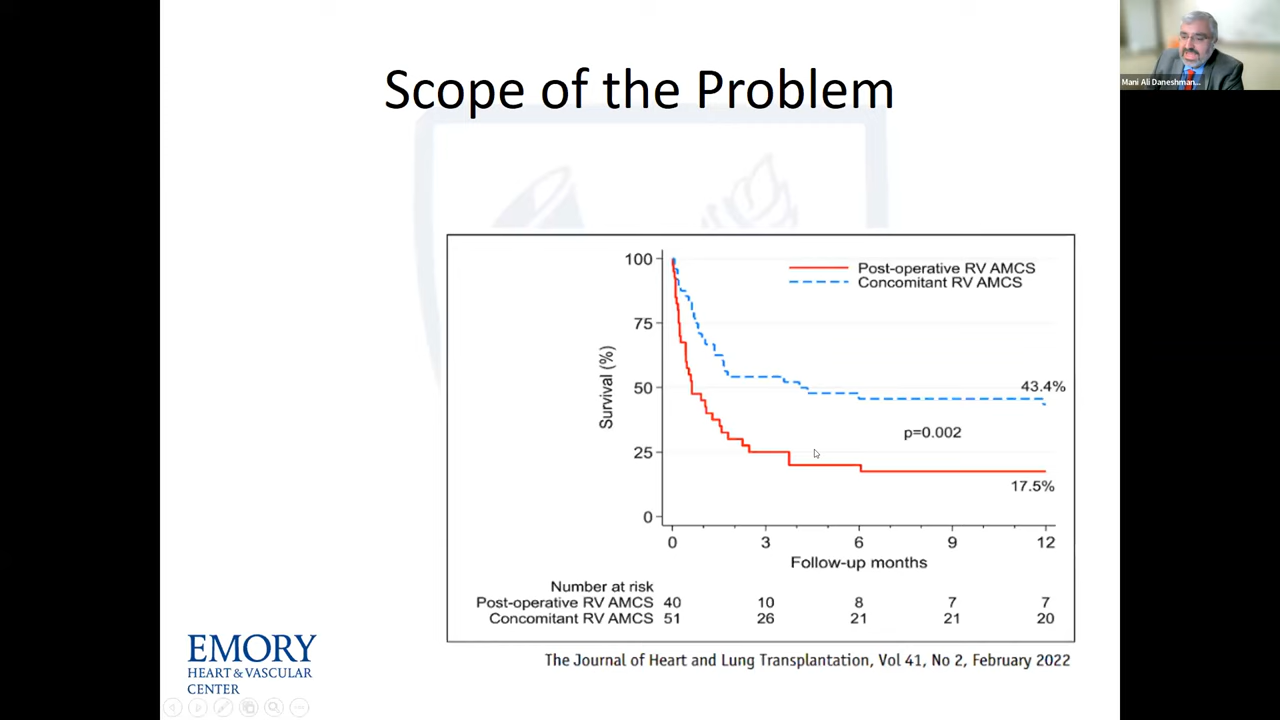 Scope of the Problem
Mani Ali Daneshman...
100
75
50
25
0
Survival (%)
Post-operative RV AMCS
Concomitant RV AMCS
43.4%
p=0.002
17.5%
0 3 6 9 12
Follow-up months
Number at risk
Post-operative RV AMCS 40 10 8 7 7
Concomitant RV AMCS 51 26 21 21 20
The Journal of Heart and Lung Transplantation, Vol 41, No 2, February 2022
EMORY
HEART & VASCULAR
CENTER